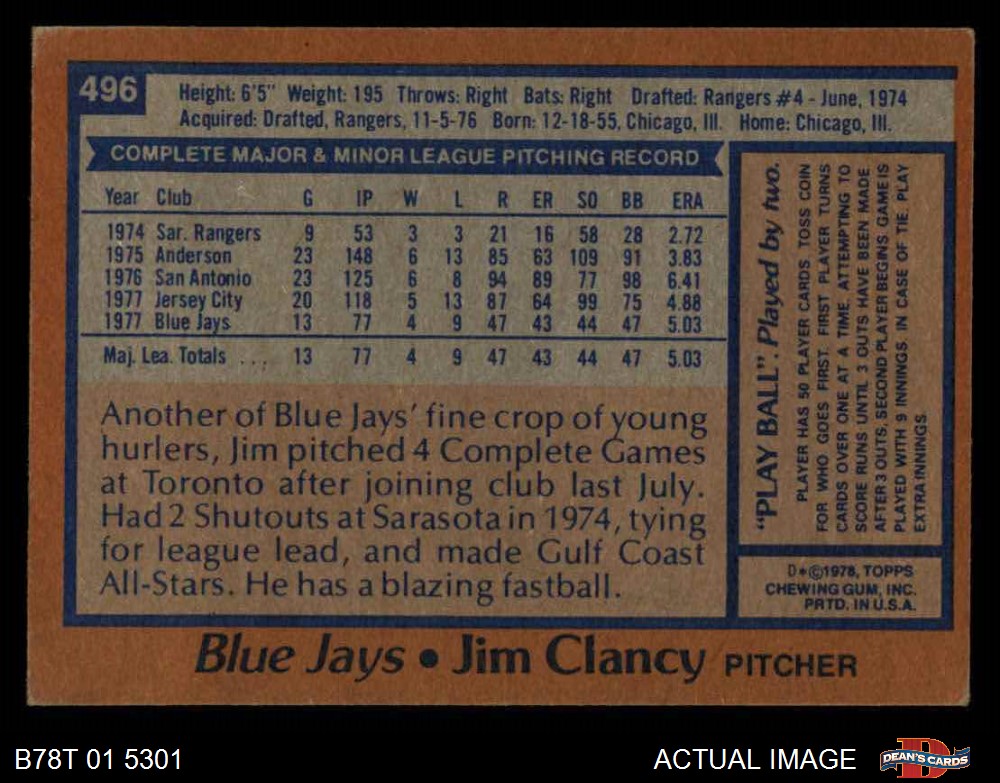 496
Height: 6'5" Weight: 195 Throws: Right Bats: Right Drafted: Rangers #4 - June, 1974
Acquired: Drafted, Rangers, 11-5-76 Born: 12-18-55, Chicago, Ill. Home: Chicago, Ill.
COMPLETE MAJOR & MINOR LEAGUE PITCHING RECORD
Year Club G IP W L R ER SO BB ERA
1974 Sar. Rangers 9 53 3 3 21 16 58 28 2.72
1975 Anderson 23 148 6 13 85 63 109 91 3.83
1976 San Antonio 23 125 6 8 94 89 77 98 6.41
1977 Jersey City 20 118 5 13 87 64 99 75 4.88
1977 Blue Jays 13 77 4 9 47 43 44 47 5.03
Maj. Lea. Totals ... 13 77 4 9 47 43 44 47 5.03
Another of Blue Jays' fine crop of young
hurlers, Jim pitched 4 Complete Games
at Toronto after joining club last July.
Had 2 Shutouts at Sarasota in 1974, tying
for league lead, and made Gulf Coast
All-Stars. He has a blazing fastball.
"PLAY BALL". Played by two.
PLAYER HAS 50 PLAYER CARDS. TOSS COIN
FOR WHO GOES FIRST. FIRST PLAYER TURNS
CARDS OVER ONE AT A TIME, ATTEMPTING TO
SCORE RUNS UNTIL 3 OUTS HAVE BEEN MADE
AFTER 3 OUTS, SECOND PLAYER BEGINS. GAME IS
PLAYED WITH 9 INNINGS. IN CASE OF TIE, PLAY
EXTRA INNINGS
D*©1978, TOPPS
CHEWING GUM, INC.
PRTD. IN U.S.A.
Blue Jays • Jim Clancy PITCHER
B78T 01 5301
ACTUAL IMAGE
D
DEAN'S CARDS